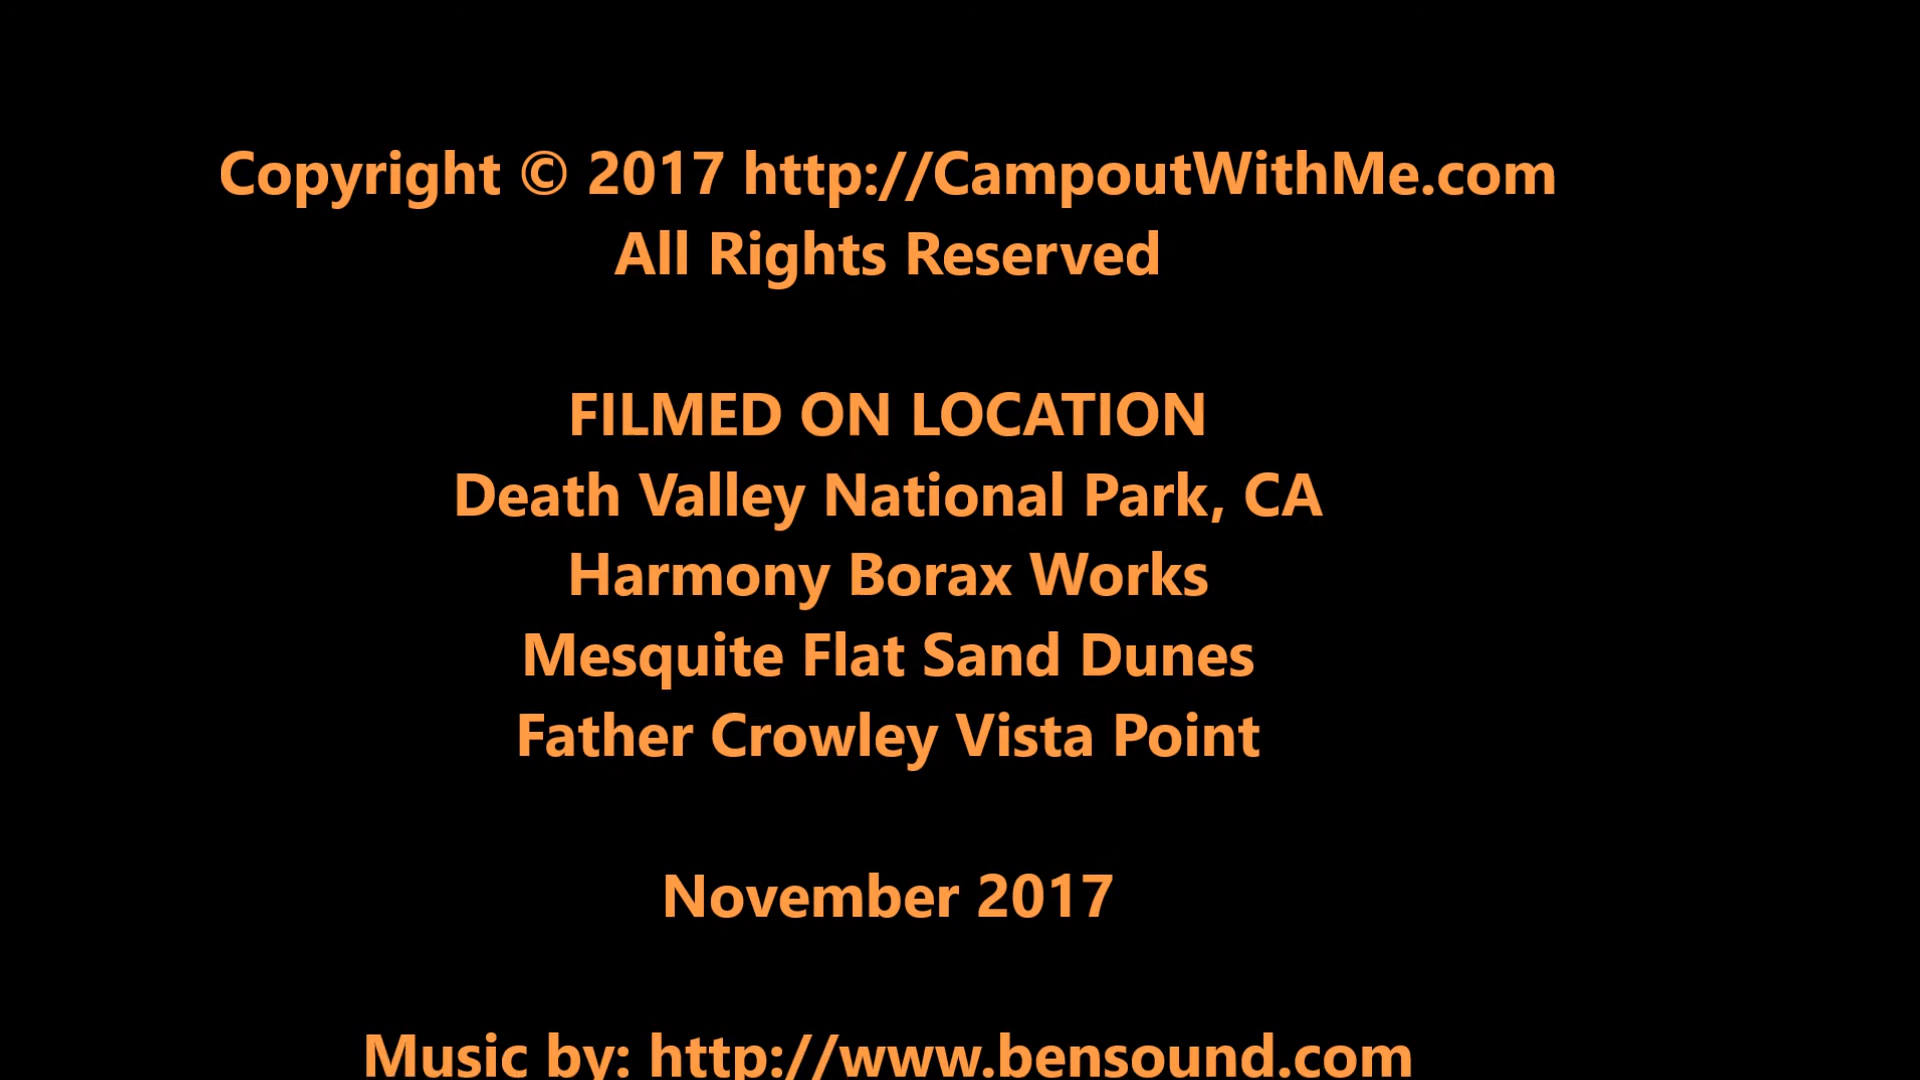 Copyright © 2017 http://CampoutWithMe.com
All Rights Reserved
FILMED ON LOCATION
Death Valley National Park, CA
Harmony Borax Works
Mesquite Flat Sand Dunes
Father Crowley Vista Point
November 2017
Music by: http://www.bensound.com